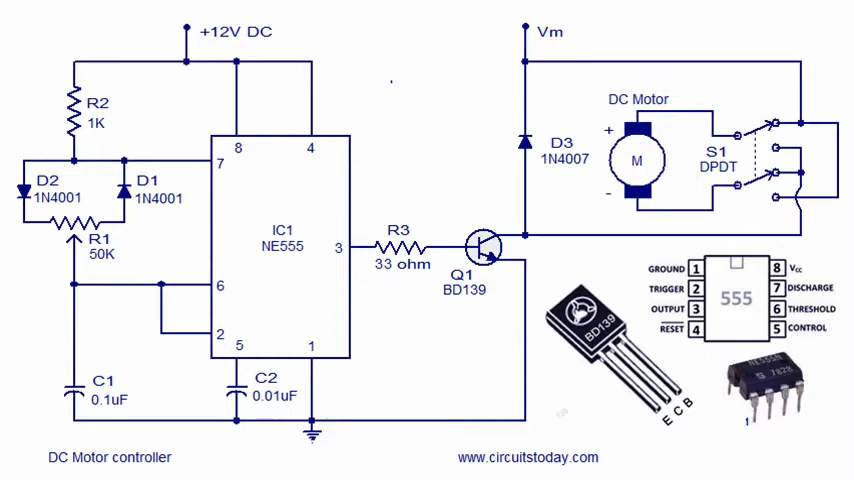 +12V DC
Vm
R2
1K
DC Motor
+
M
-
S1
DPDT
8
4
7
D3
1N4007
D2
1N4001
D1
1N4001
R1
50K
IC1
NE555
3
R3
33 ohm
Q1
BD139
6
2
5
1
C1
0.1uF
C2
0.01uF
BD139
E C B
GROUND 1
TRIGGER 2
OUTPUT 3
RESET 4
555
8 Vcc
7 DISCHARGE
6 THRESHOLD
5 CONTROL
NE555N
S 7828
1
DC Motor controller
www.circuitstoday.com